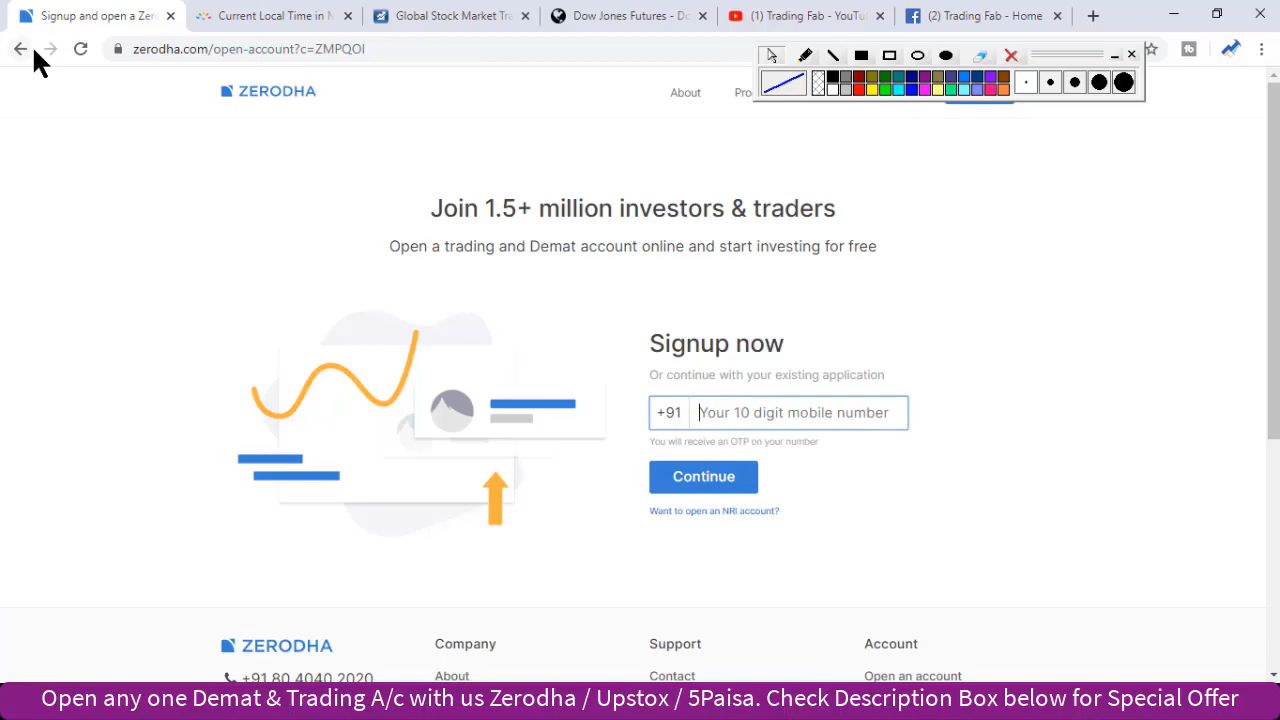 Signup and open a Zer
Current Local Time in N
Global Stock Market Tra
Dow Jones Futures - Do
(1) Trading Fab - YouTu
(2) Trading Fab - Home
zerodha.com/open-account?c=ZMPQOI
ZERODHA
About
Pro
Join 1.5+ million investors & traders
Open a trading and Demat account online and start investing for free
Signup now
Or continue with your existing application
+91 Your 10 digit mobile number
You will receive an OTP on your number
Continue
Want to open an NRI account?
ZERODHA
Company
Support
Account
+91 80 4040 2020
About
Contact
Open an account
Open any one Demat & Trading A/c with us Zerodha / Upstox / 5Paisa. Check Description Box below for Special Offer